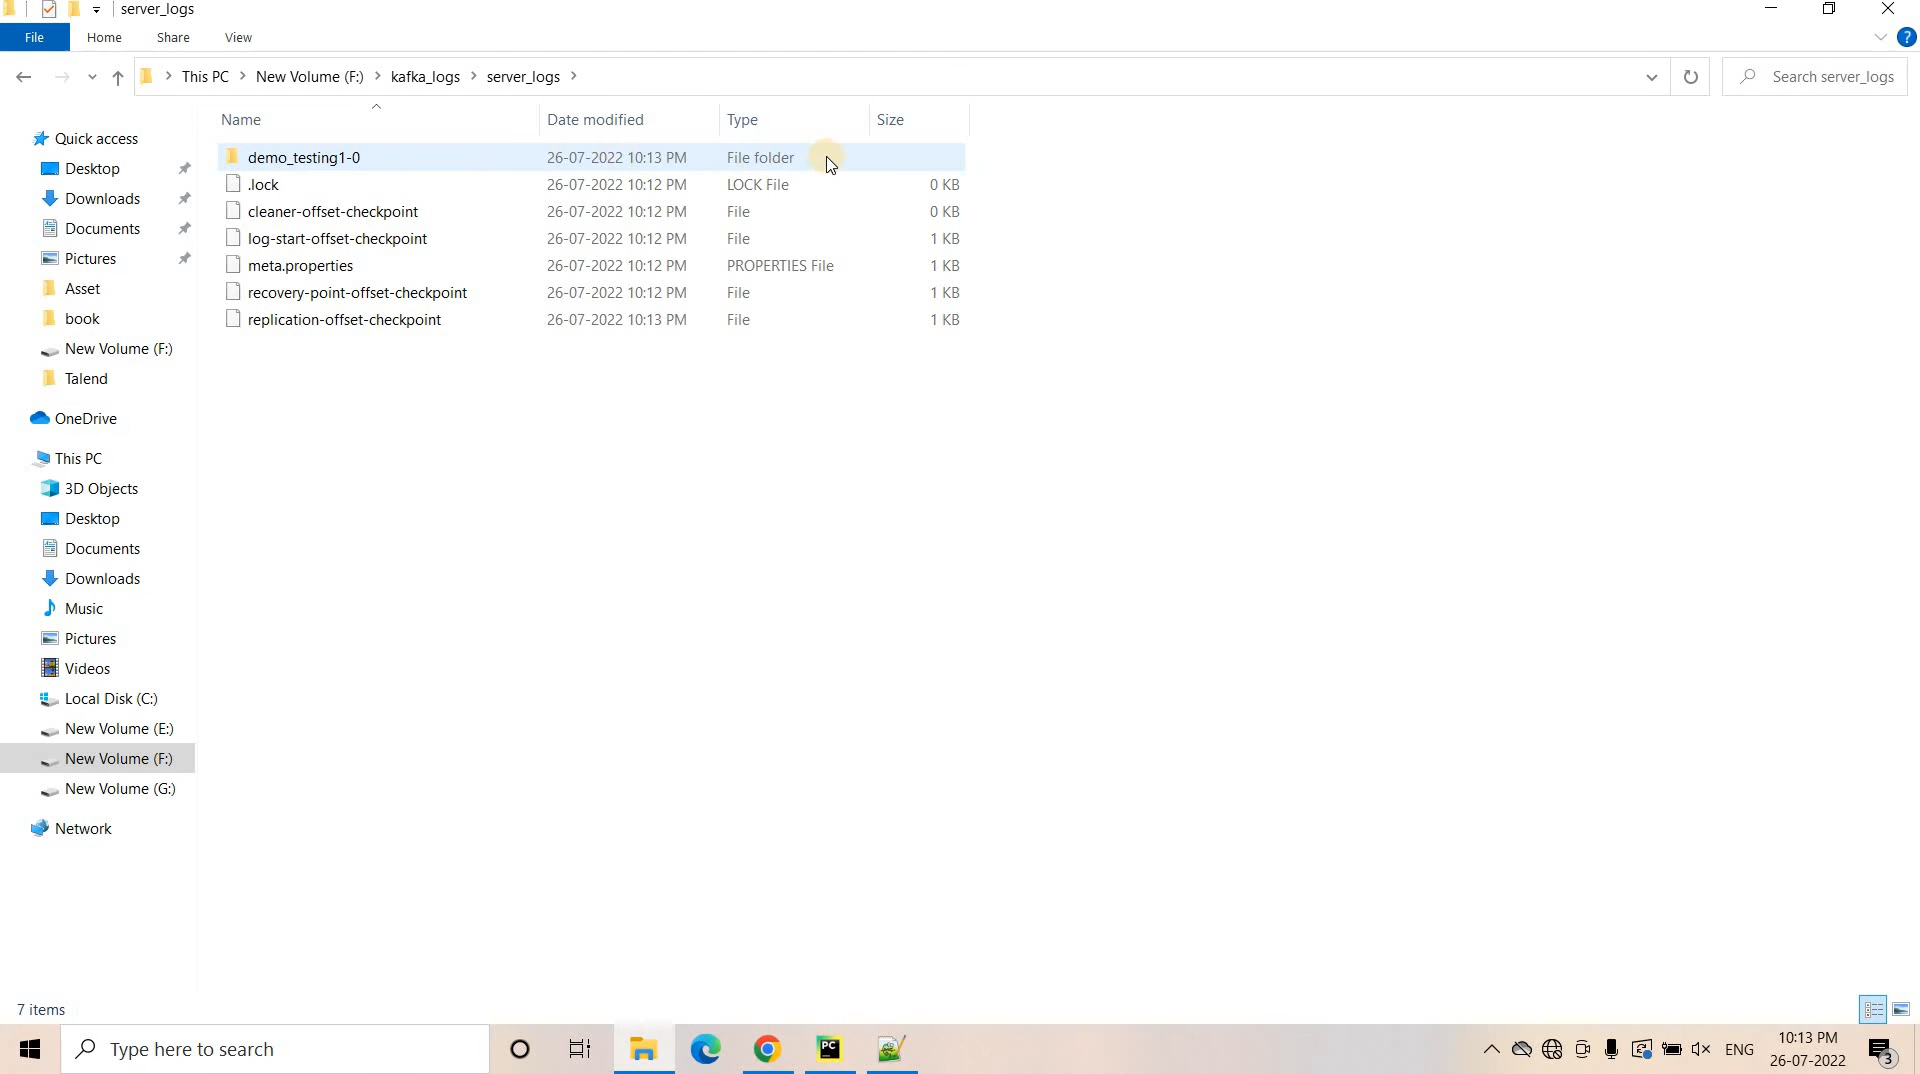 server_logs
File Home Share View
This PC New Volume (F:) kafka_logs server_logs Search server_logs
Name Date modified Type Size
demo_testing1-0 26-07-2022 10:13 PM File folder
.lock 26-07-2022 10:12 PM LOCK File 0 KB
cleaner-offset-checkpoint 26-07-2022 10:12 PM File 0 KB
log-start-offset-checkpoint 26-07-2022 10:12 PM File 1 KB
meta.properties 26-07-2022 10:12 PM PROPERTIES File 1 KB
recovery-point-offset-checkpoint 26-07-2022 10:12 PM File 1 KB
replication-offset-checkpoint 26-07-2022 10:13 PM File 1 KB
Quick access
Desktop
Downloads
Documents
Pictures
Asset
book
New Volume (F:)
Talend
OneDrive
This PC
3D Objects
Desktop
Documents
Downloads
Music
Pictures
Videos
Local Disk (C:)
New Volume (E:)
New Volume (F:)
New Volume (G:)
Network
7 items
Type here to search PC ENG 10:13 PM
26-07-2022 3